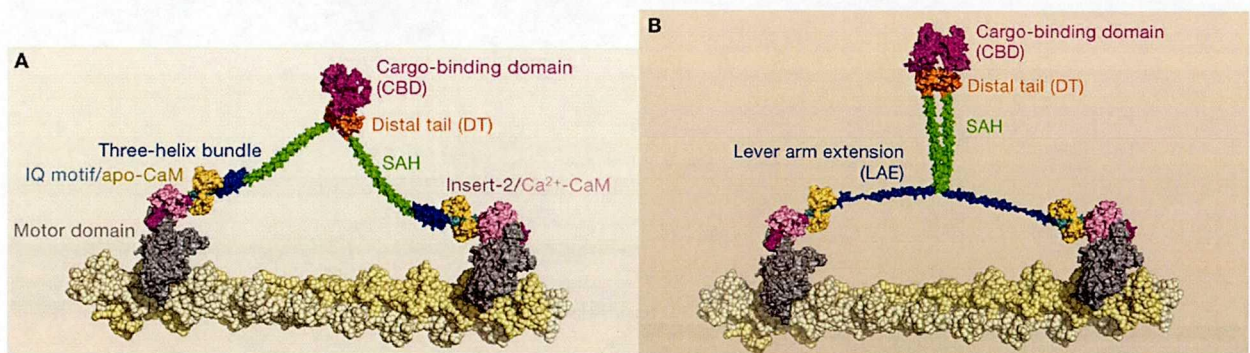 A
Cargo-binding domain
(CBD)
Distal tail (DT)
Three-helix bundle
SAH
IQ motif/apo-CaM
Insert-2/Ca²⁺-CaM
Motor domain
B
Cargo-binding domain
(CBD)
Distal tail (DT)
SAH
Lever arm extension
(LAE)